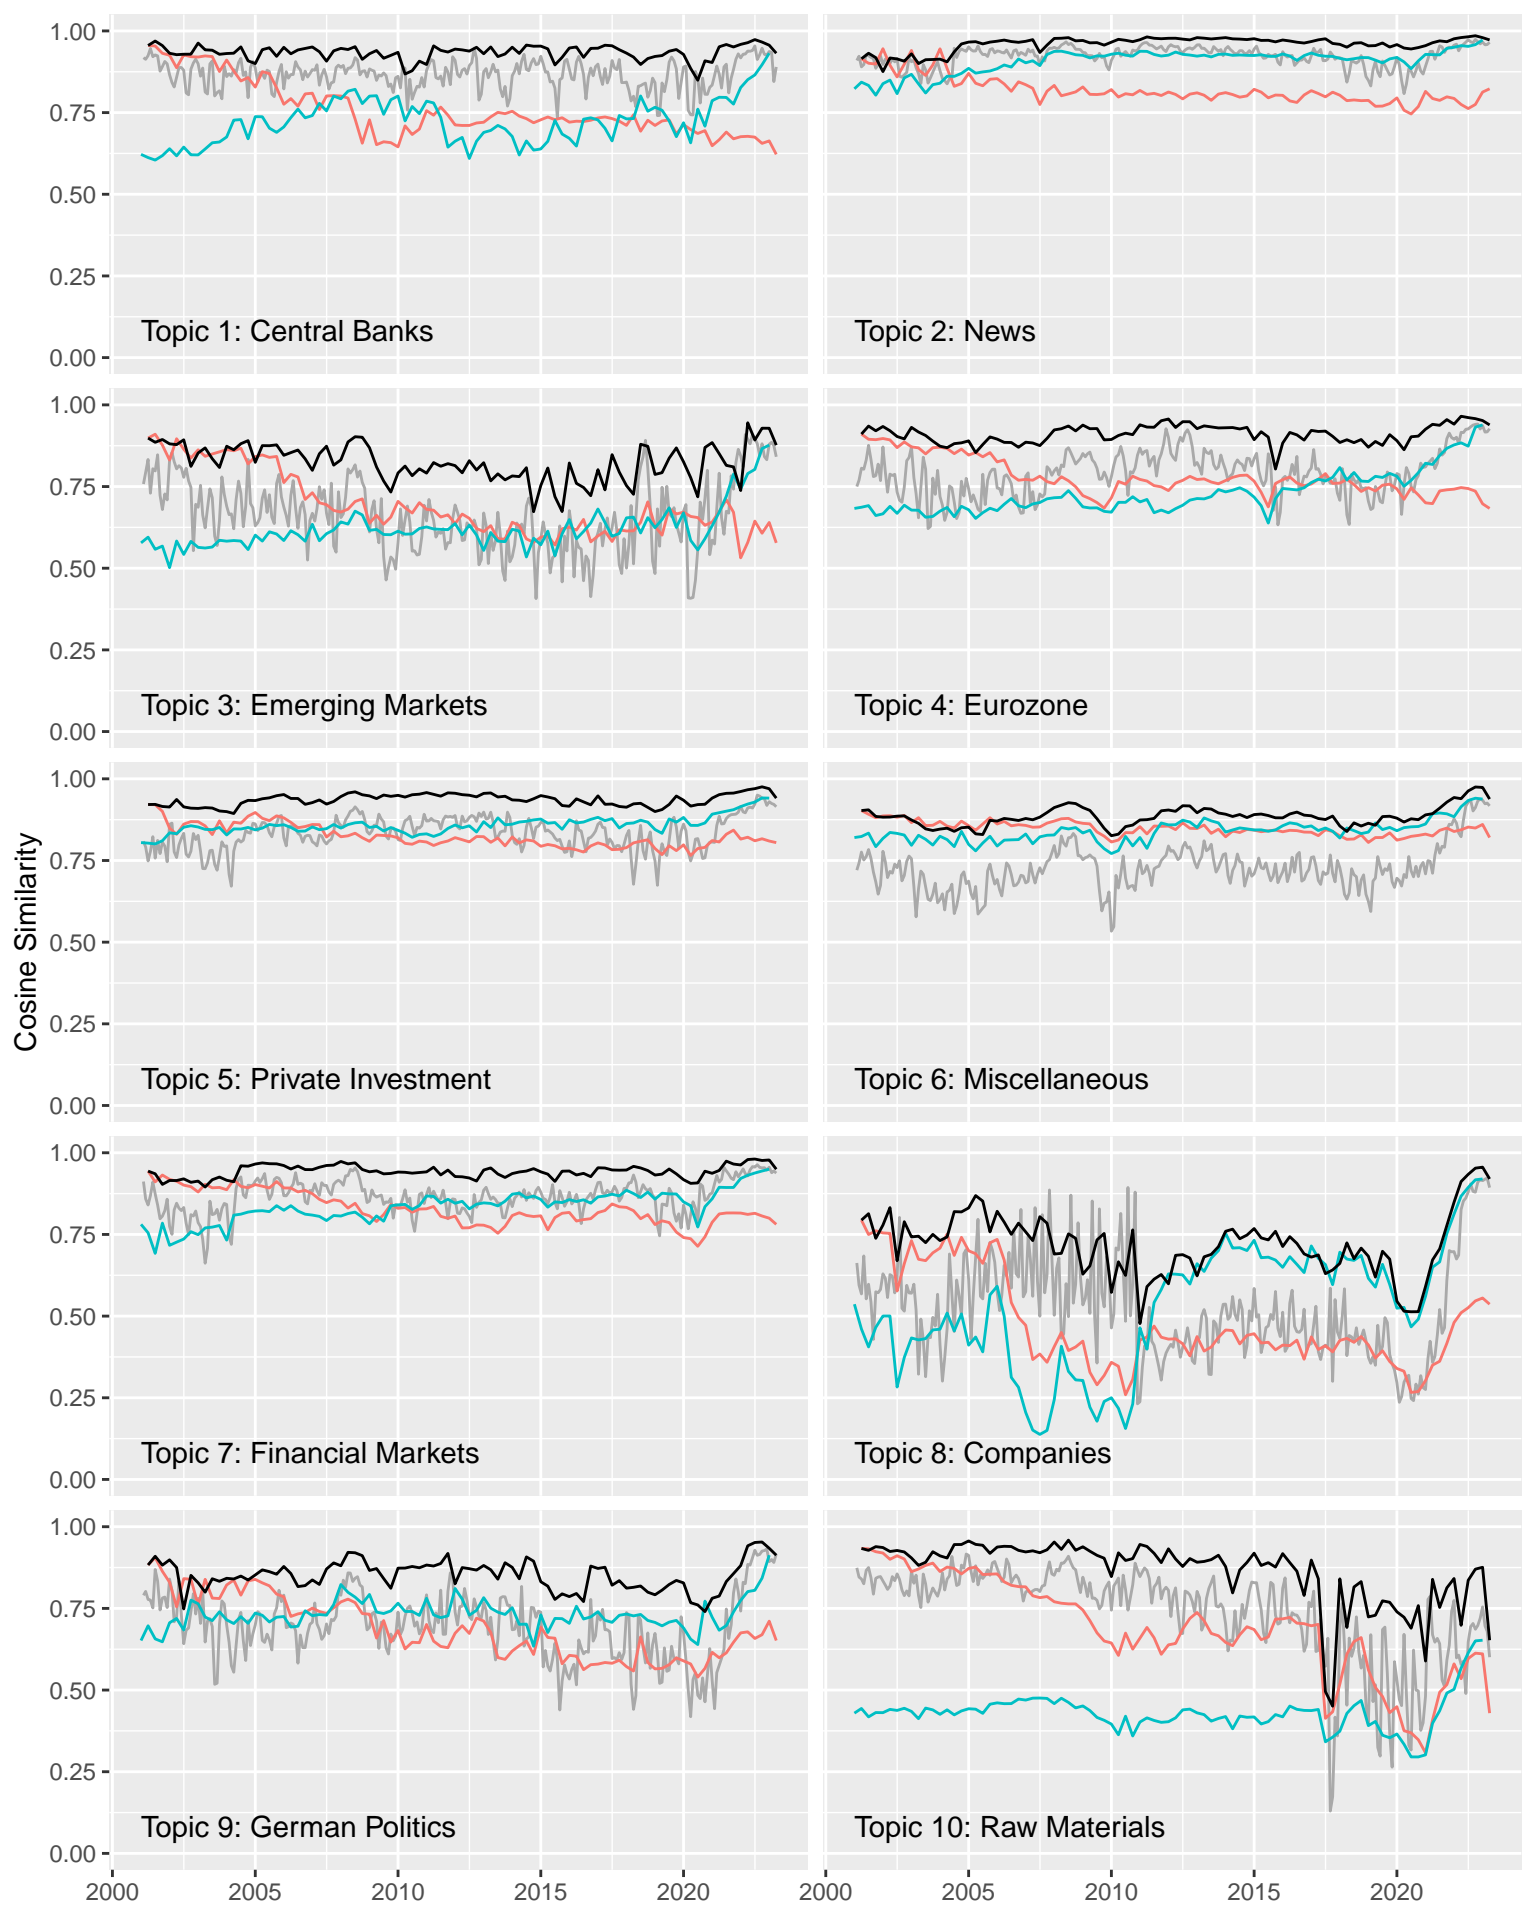 1.00
0.75
0.50
0.25
0.00
Topic 1: Central Banks
Topic 2: News
1.00
0.75
0.50
0.25
0.00
Topic 3: Emerging Markets
Topic 4: Eurozone
Cosine Similarity
1.00
0.75
0.50
0.25
0.00
Topic 5: Private Investment
Topic 6: Miscellaneous
1.00
0.75
0.50
0.25
0.00
Topic 7: Financial Markets
Topic 8: Companies
1.00
0.75
0.50
0.25
0.00
Topic 9: German Politics
Topic 10: Raw Materials
2000 2005 2010 2015 2020 2000 2005 2010 2015 2020